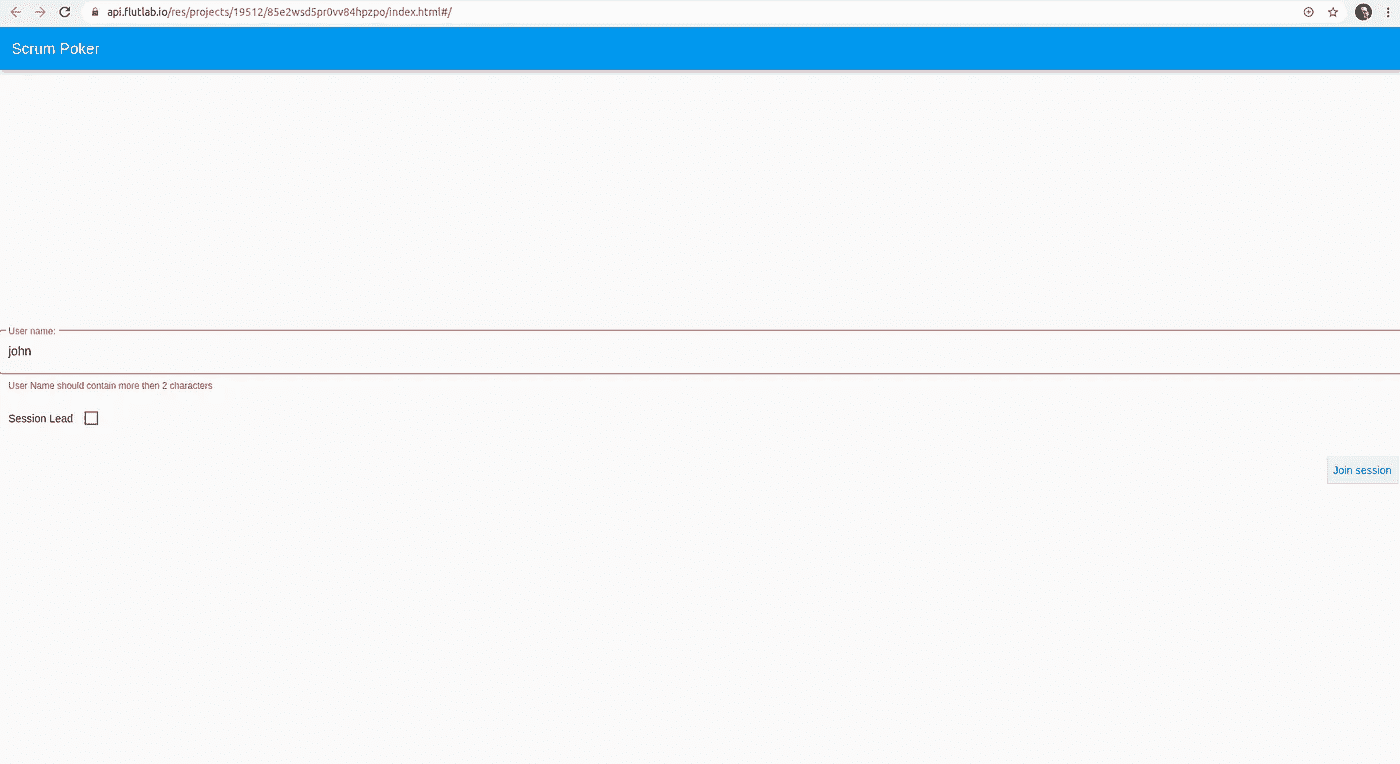 api.flutlab.io/res/projects/19512/85e2wsd5pr0vv84hpzpo/index.html#/
Scrum Poker
User name:
john
User Name should contain more then 2 characters
Session Lead
Join session